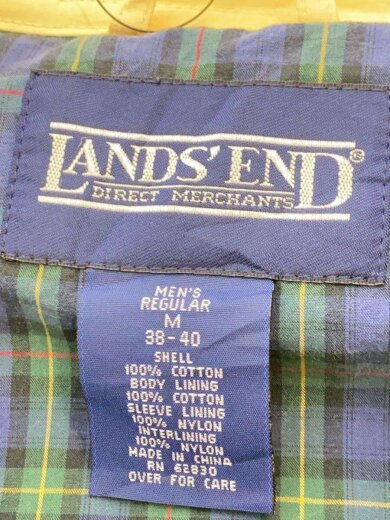 LANDS' END®
DIRECT MERCHANTS
MEN'S
REGULAR
M
38-40
SHELL
100% COTTON
BODY LINING
100% COTTON
SLEEVE LINING
100% NYLON
INTERLINING
100% NYLON
MADE IN CHINA
RN 62830
OVER FOR CARE